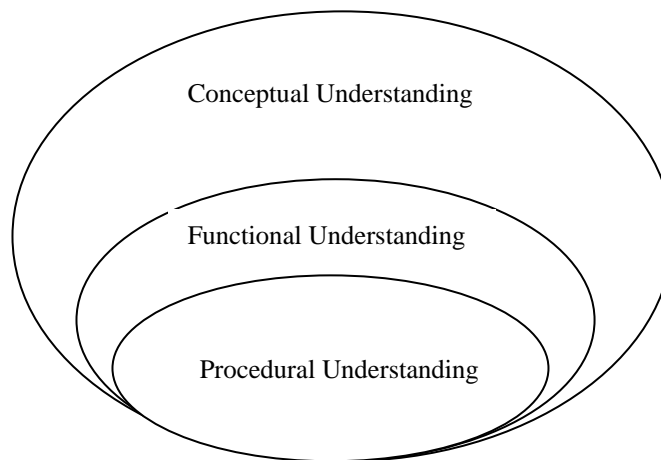 Conceptual Understanding
Functional Understanding
Procedural Understanding